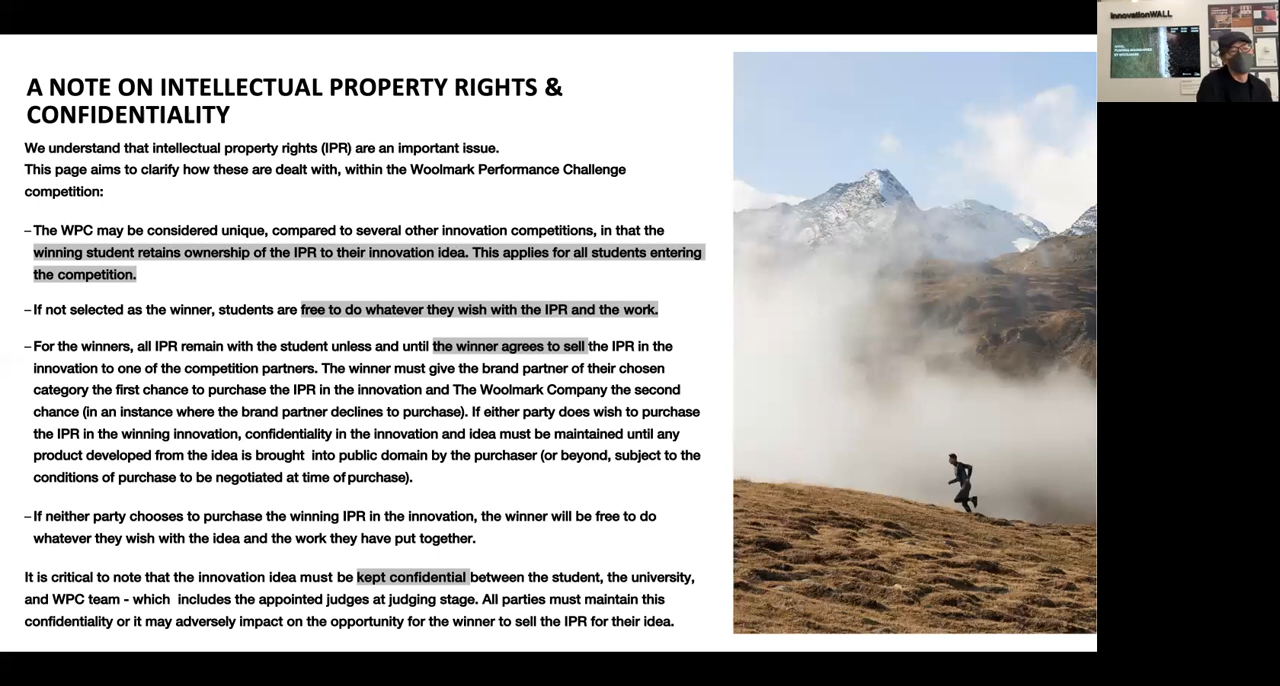 A NOTE ON INTELLECTUAL PROPERTY RIGHTS &
CONFIDENTIALITY
We understand that intellectual property rights (IPR) are an important issue.
This page aims to clarify how these are dealt with, within the Woolmark Performance Challenge
competition:
–The WPC may be considered unique, compared to several other innovation competitions, in that the
winning student retains ownership of the IPR to their innovation idea. This applies for all students entering
the competition.
–If not selected as the winner, students are free to do whatever they wish with the IPR and the work.
–For the winners, all IPR remain with the student unless and until the winner agrees to sell the IPR in the
innovation to one of the competition partners. The winner must give the brand partner of their chosen
category the first chance to purchase the IPR in the innovation and The Woolmark Company the second
chance (in an instance where the brand partner declines to purchase). If either party does wish to purchase
the IPR in the winning innovation, confidentiality in the innovation and idea must be maintained until any
product developed from the idea is brought  into public domain by the purchaser (or beyond, subject to the
conditions of purchase to be negotiated at time of purchase).
–If neither party chooses to purchase the winning IPR in the innovation, the winner will be free to do
whatever they wish with the idea and the work they have put together.
It is critical to note that the innovation idea must be kept confidential between the student, the university,
and WPC team - which  includes the appointed judges at judging stage. All parties must maintain this
confidentiality or it may adversely impact on the opportunity for the winner to sell the IPR for their idea.
InnovationWALL